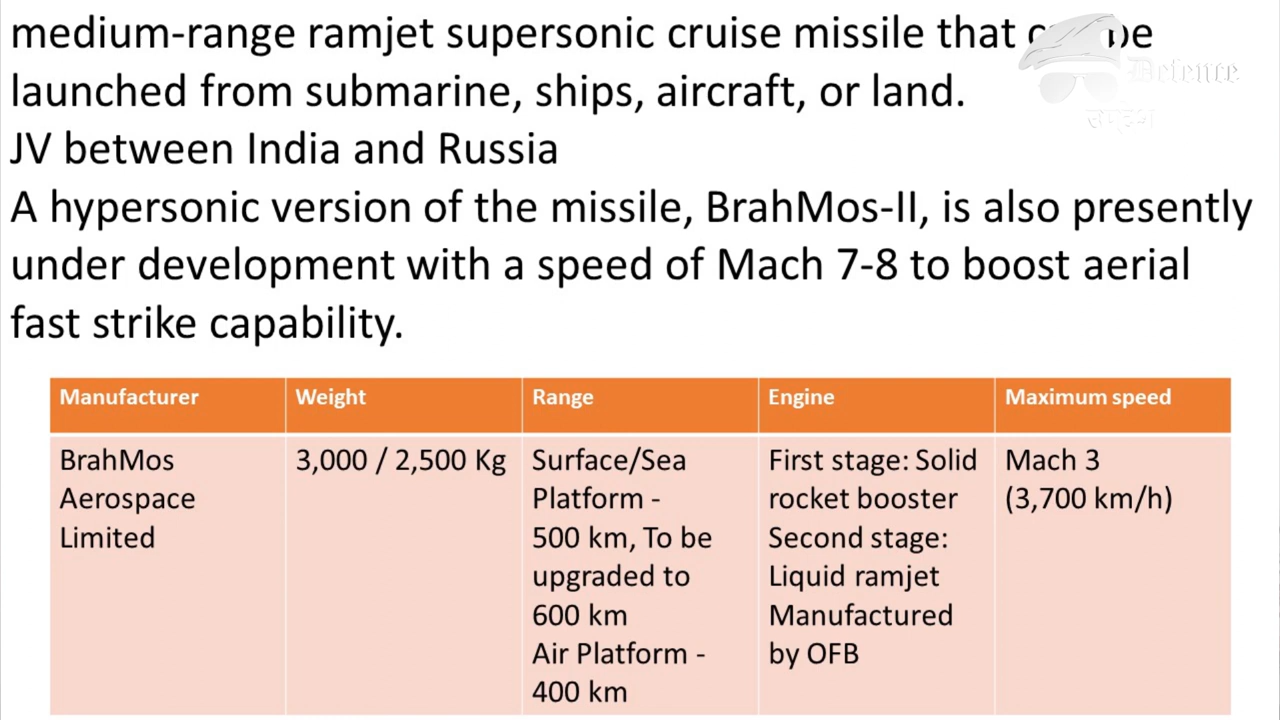 medium-range ramjet supersonic cruise missile that be
launched from submarine, ships, aircraft, or land.
Defence
JV between India and Russia
A hypersonic version of the missile, BrahMos-II, is also presently
under development with a speed of Mach 7-8 to boost aerial
fast strike capability.
Manufacturer
Weight
Range
Engine
Maximum speed
BrahMos
Aerospace
Limited
3,000 / 2,500 Kg
Surface/Sea
Platform -
500 km, To be
upgraded to
600 km
Air Platform -
400 km
First stage: Solid
rocket booster
Second stage:
Liquid ramjet
Manufactured
by OFB
Mach 3
(3,700 km/h)